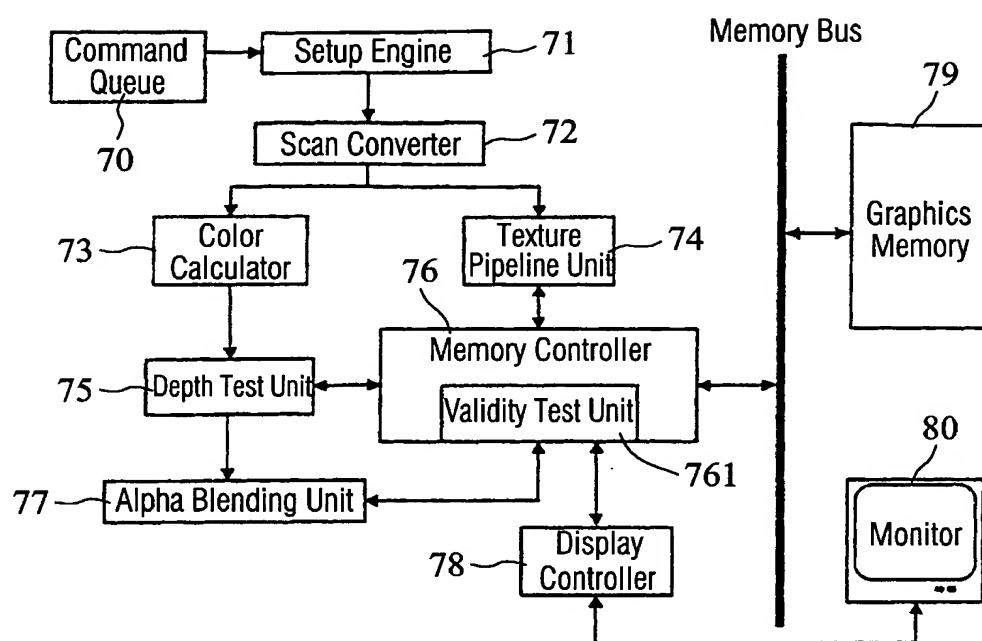 Command
Queue
70
Setup Engine
71
Memory Bus
79
Scan Converter
72
Graphics
Memory
73
Color
Calculator
Texture
Pipeline Unit
74
76
Memory Controller
75
Depth Test Unit
Validity Test Unit
761
80
77
Alpha Blending Unit
Monitor
78
Display
Controller